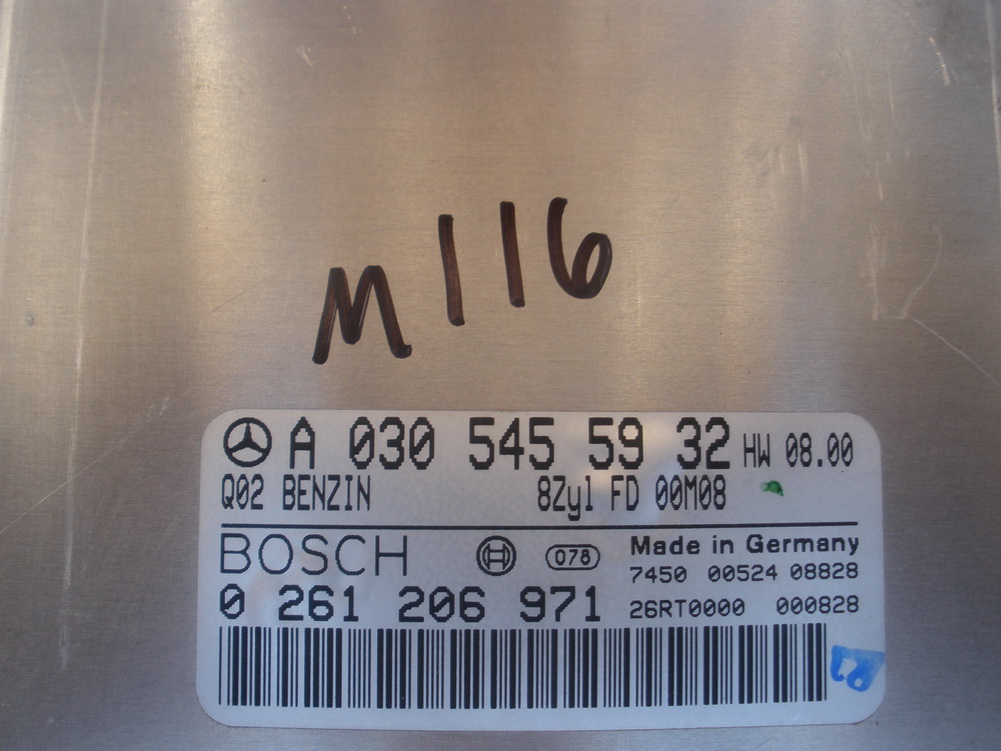 M116
A 030 545 59 32 HW 08.00
Q02 BENZIN 8Zyl FD 00M08
BOSCH 078 Made in Germany
7450 00524 08828
0 261 206 971 26RT0000 000828